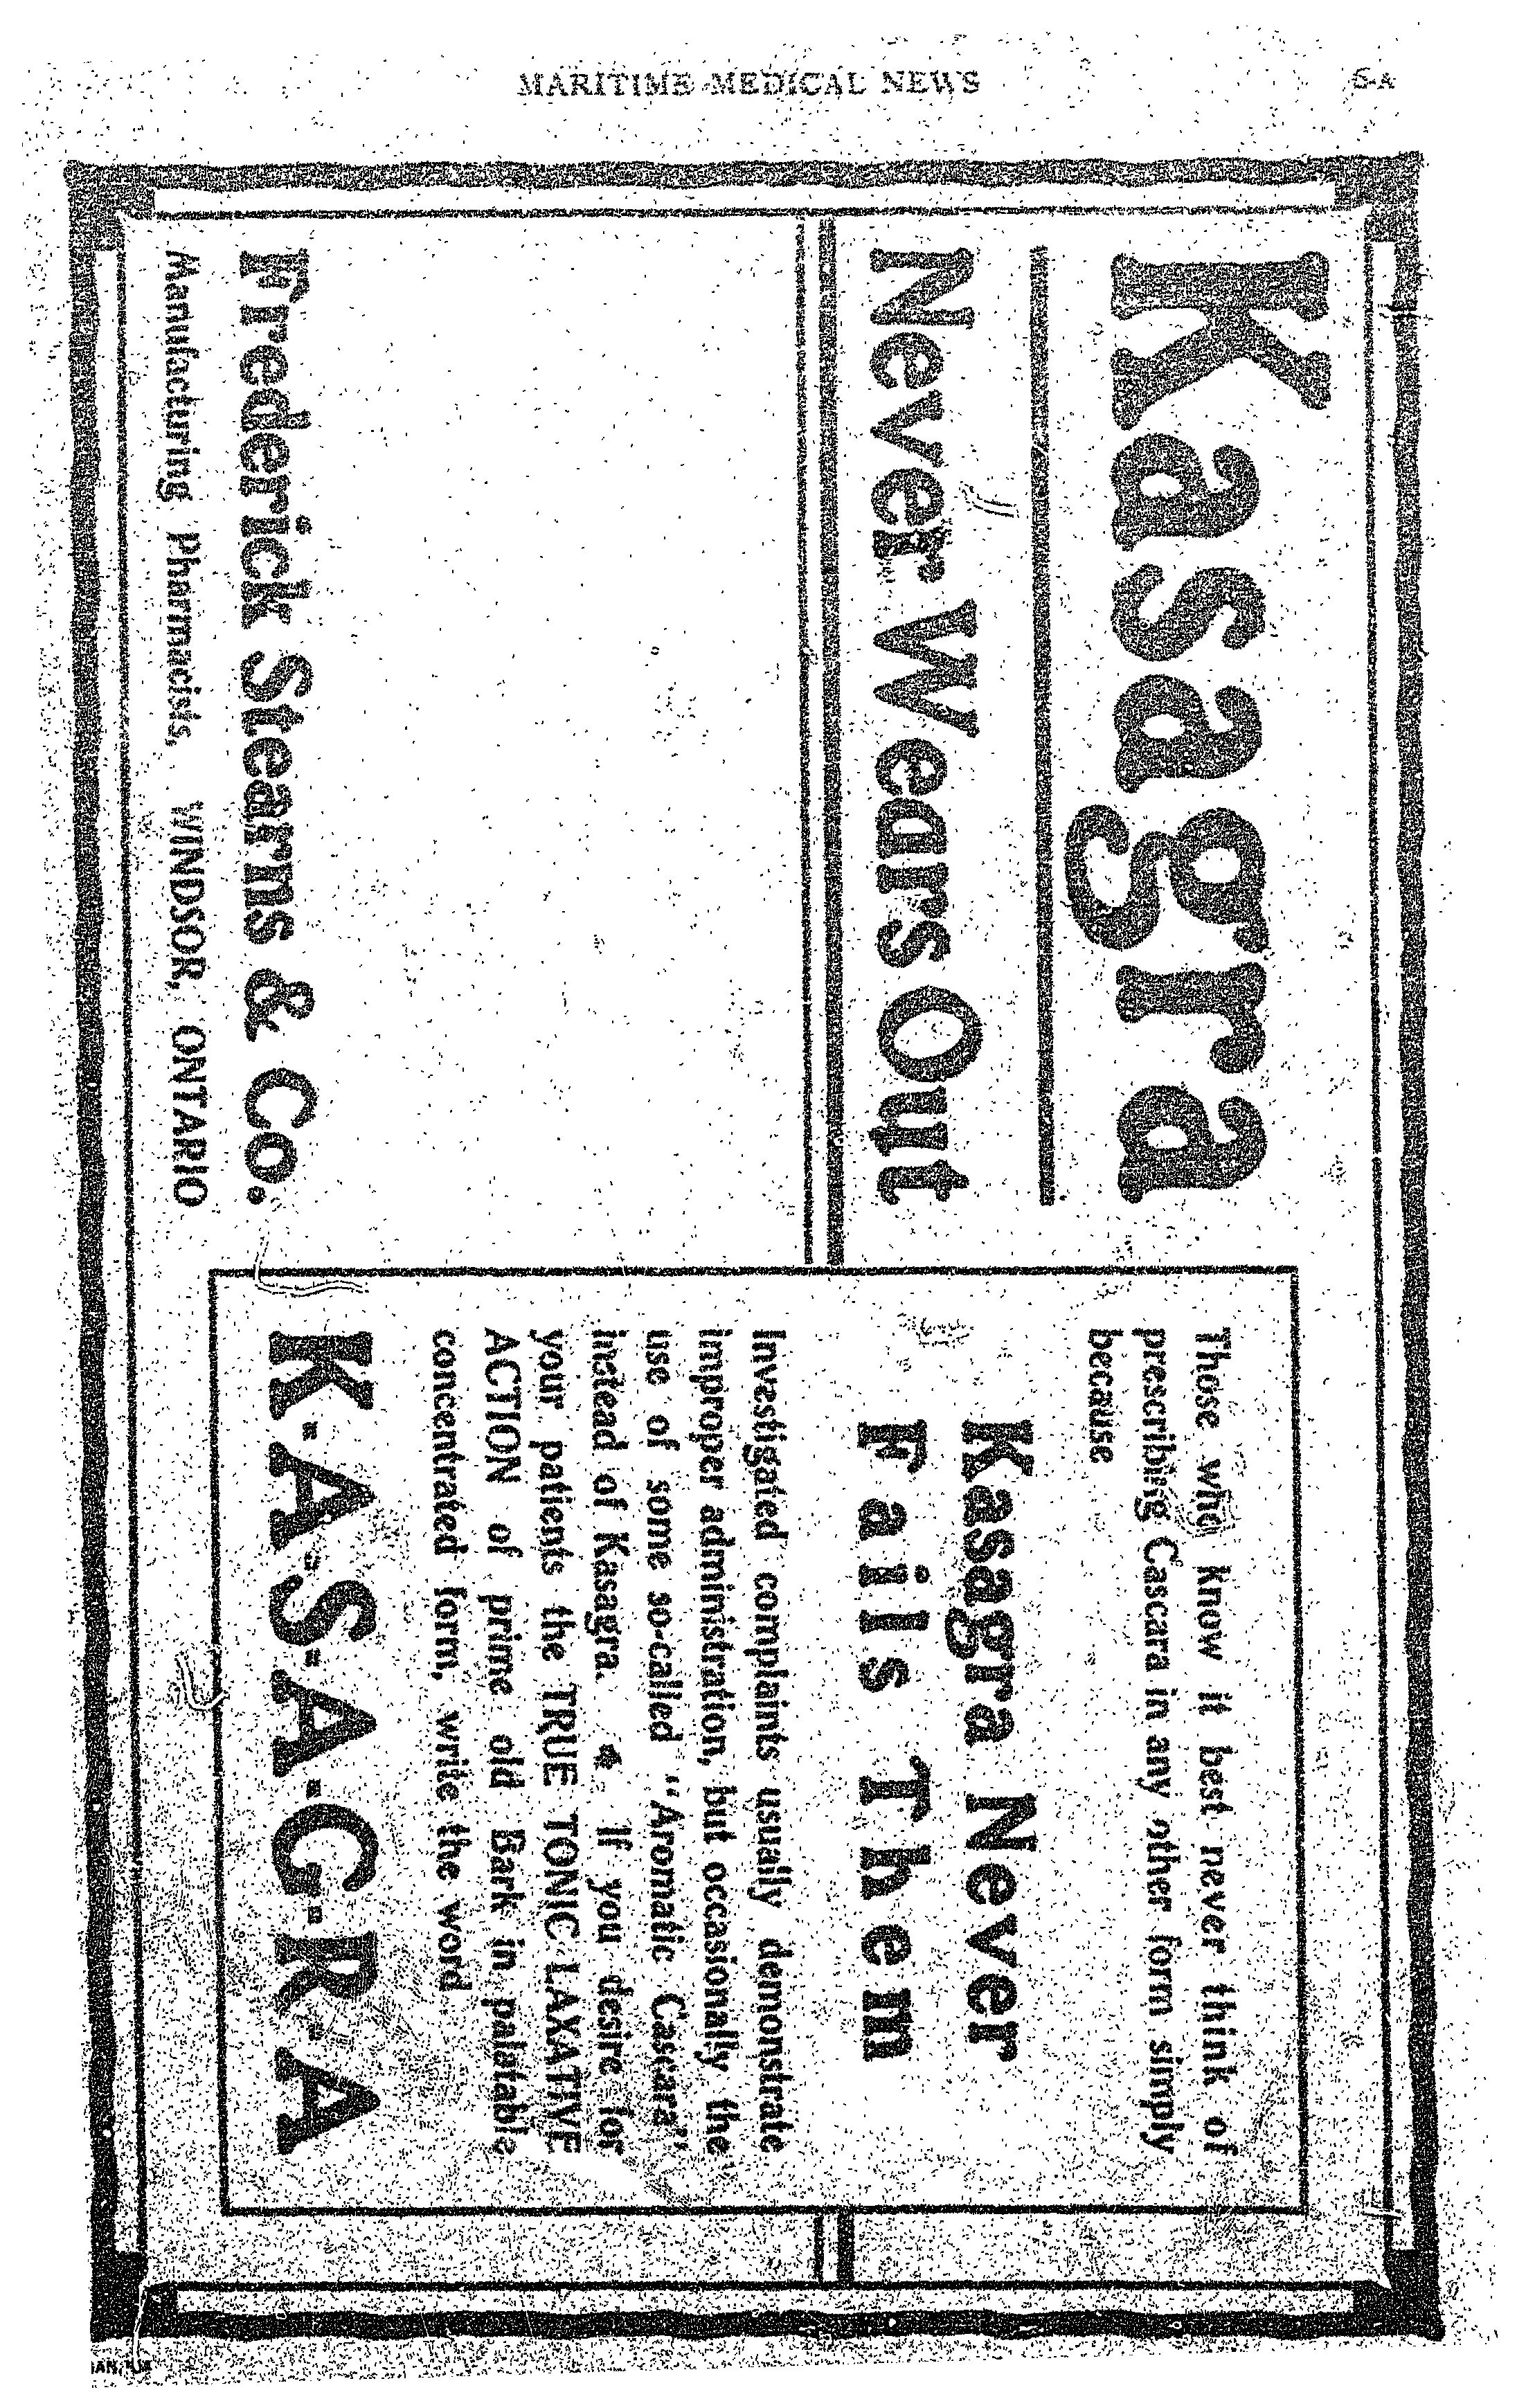 MARITIME MEDICAL NEWS
Kasagra
Never Wears Out
Frederick Stearns & Co.
Manufacturing Pharmacists, WINDSOR, ONTARIO
Those who know it best never think of
prescribing Cascara in any other form simply
because
Kasagra Never
Fails Them
Investigated complaints usually demonstrate
improper administration, but occasionally the
use of some so-called "Aromatic Cascara"
instead of Kasagra. If you desire for
your patients the TRUE TONIC LAXATIVE
ACTION of prime old Bark in palatable
concentrated form, write the word
K-A-S-A-G-R-A